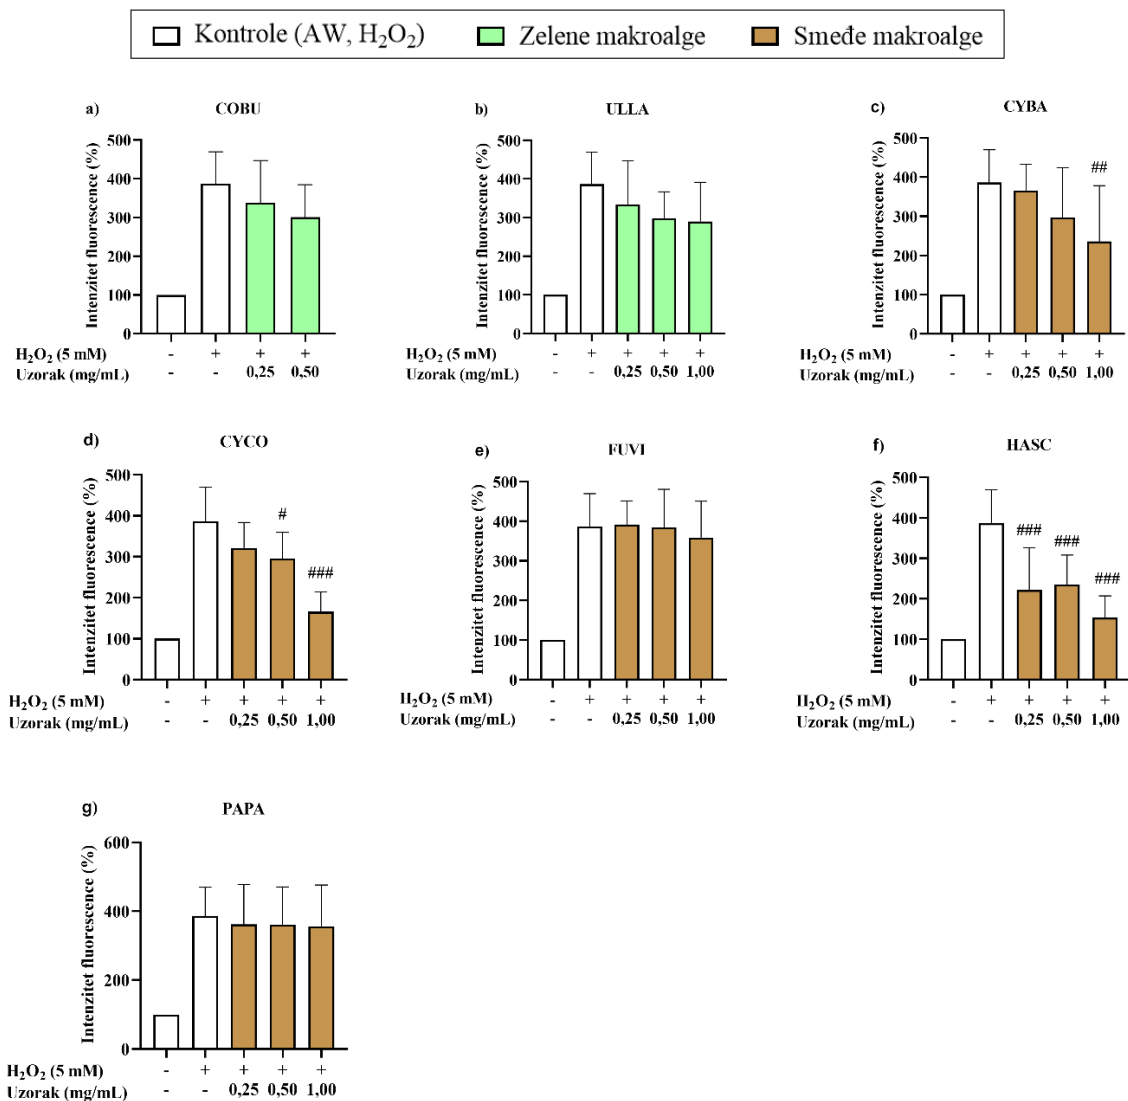 Kontrole (AW, H₂O₂) Zelene makroalge Smeđe makroalge
a) COBU
Intenzitet fluorescence (%)
500
400
300
200
100
0
H₂O₂ (5 mM) - + + +
Uzorak (mg/mL) - - 0,25 0,50
b) ULLA
Intenzitet fluorescence (%)
500
400
300
200
100
0
H₂O₂ (5 mM) - + + + +
Uzorak (mg/mL) - - 0,25 0,50 1,00
c) CYBA
Intenzitet fluorescence (%)
500
400
300
200
100
0
##
H₂O₂ (5 mM) - + + + +
Uzorak (mg/mL) - - 0,25 0,50 1,00
d) CYCO
Intenzitet fluorescence (%)
500
400
300
200
100
0
#
###
H₂O₂ (5 mM) - + + + +
Uzorak (mg/mL) - - 0,25 0,50 1,00
e) FUVI
Intenzitet fluorescence (%)
500
400
300
200
100
0
H₂O₂ (5 mM) - + + + +
Uzorak (mg/mL) - - 0,25 0,50 1,00
f) HASC
Intenzitet fluorescence (%)
500
400
300
200
100
0
### ### ###
H₂O₂ (5 mM) - + + + +
Uzorak (mg/mL) - - 0,25 0,50 1,00
g) PAPA
Intenzitet fluorescence (%)
600
400
200
0
H₂O₂ (5 mM) - + + + +
Uzorak (mg/mL) - - 0,25 0,50 1,00